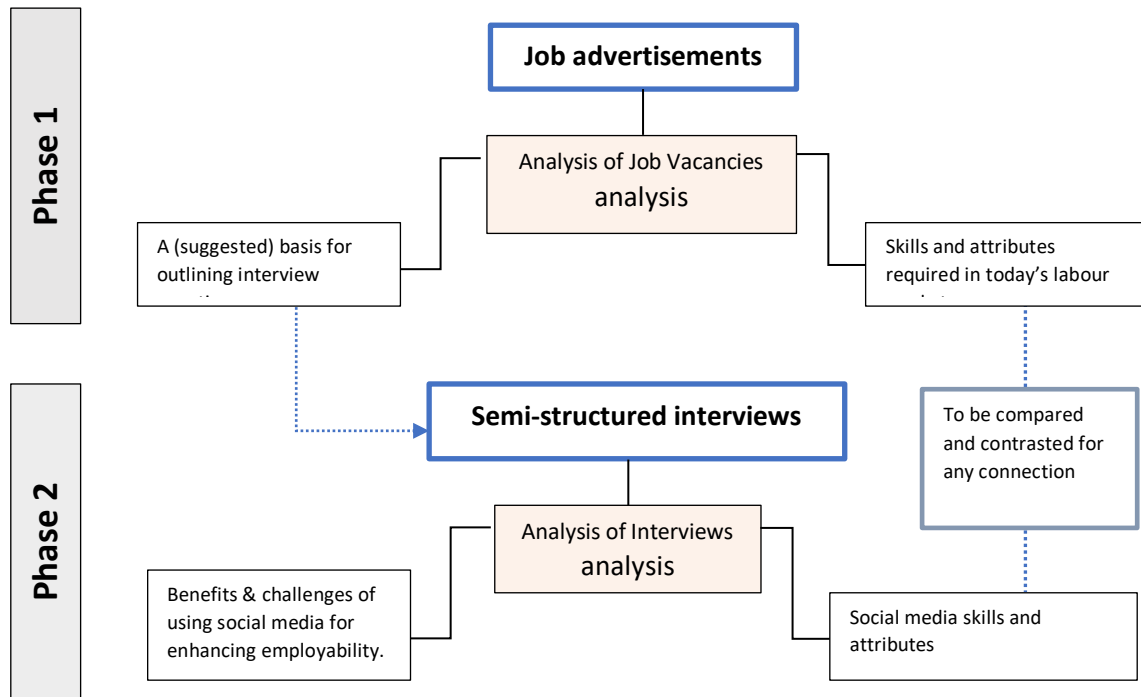 Phase 1
Job advertisements
Analysis of Job Vacancies
analysis
A (suggested) basis for
outlining interview
Skills and attributes
required in today's labour
Phase 2
Semi-structured interviews
To be compared
and contrasted for
any connection
Analysis of Interviews
analysis
Benefits & challenges of
using social media for
enhancing employability.
Social media skills and
attributes